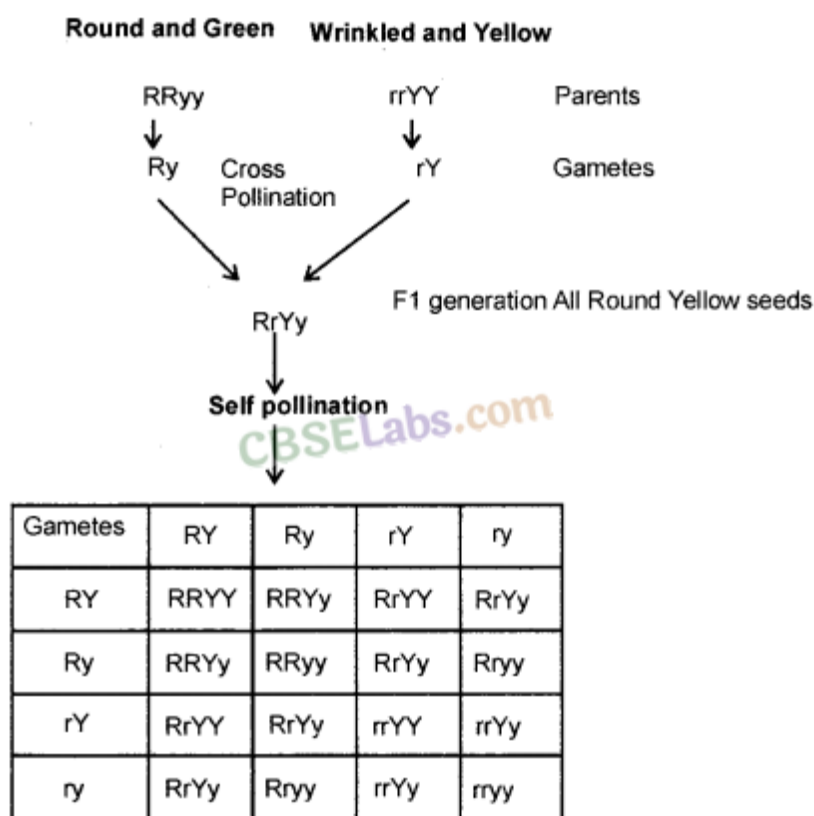 Round and Green Wrinkled and Yellow
RRyy rrYY Parents
Ry Cross Pollination rY Gametes
RrYy F1 generation All Round Yellow seeds
Self pollination
CBSELabs.com
Gametes RY Ry rY ry
RY RRYY RRYy RrYY RrYy
Ry RRYy RRyy RrYy Rryy
rY RrYY RrYy rrYY rrYy
ry RrYy Rryy rrYy rryy